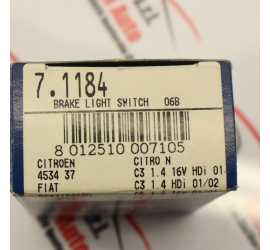 7.1184
BRAKE LIGHT SWITCH 06B
8 012510 007105
CITROEN CITRO N
4534 37 C3 1.4 16V HDi 01
FIAT C3 1.4 HDi 01/02